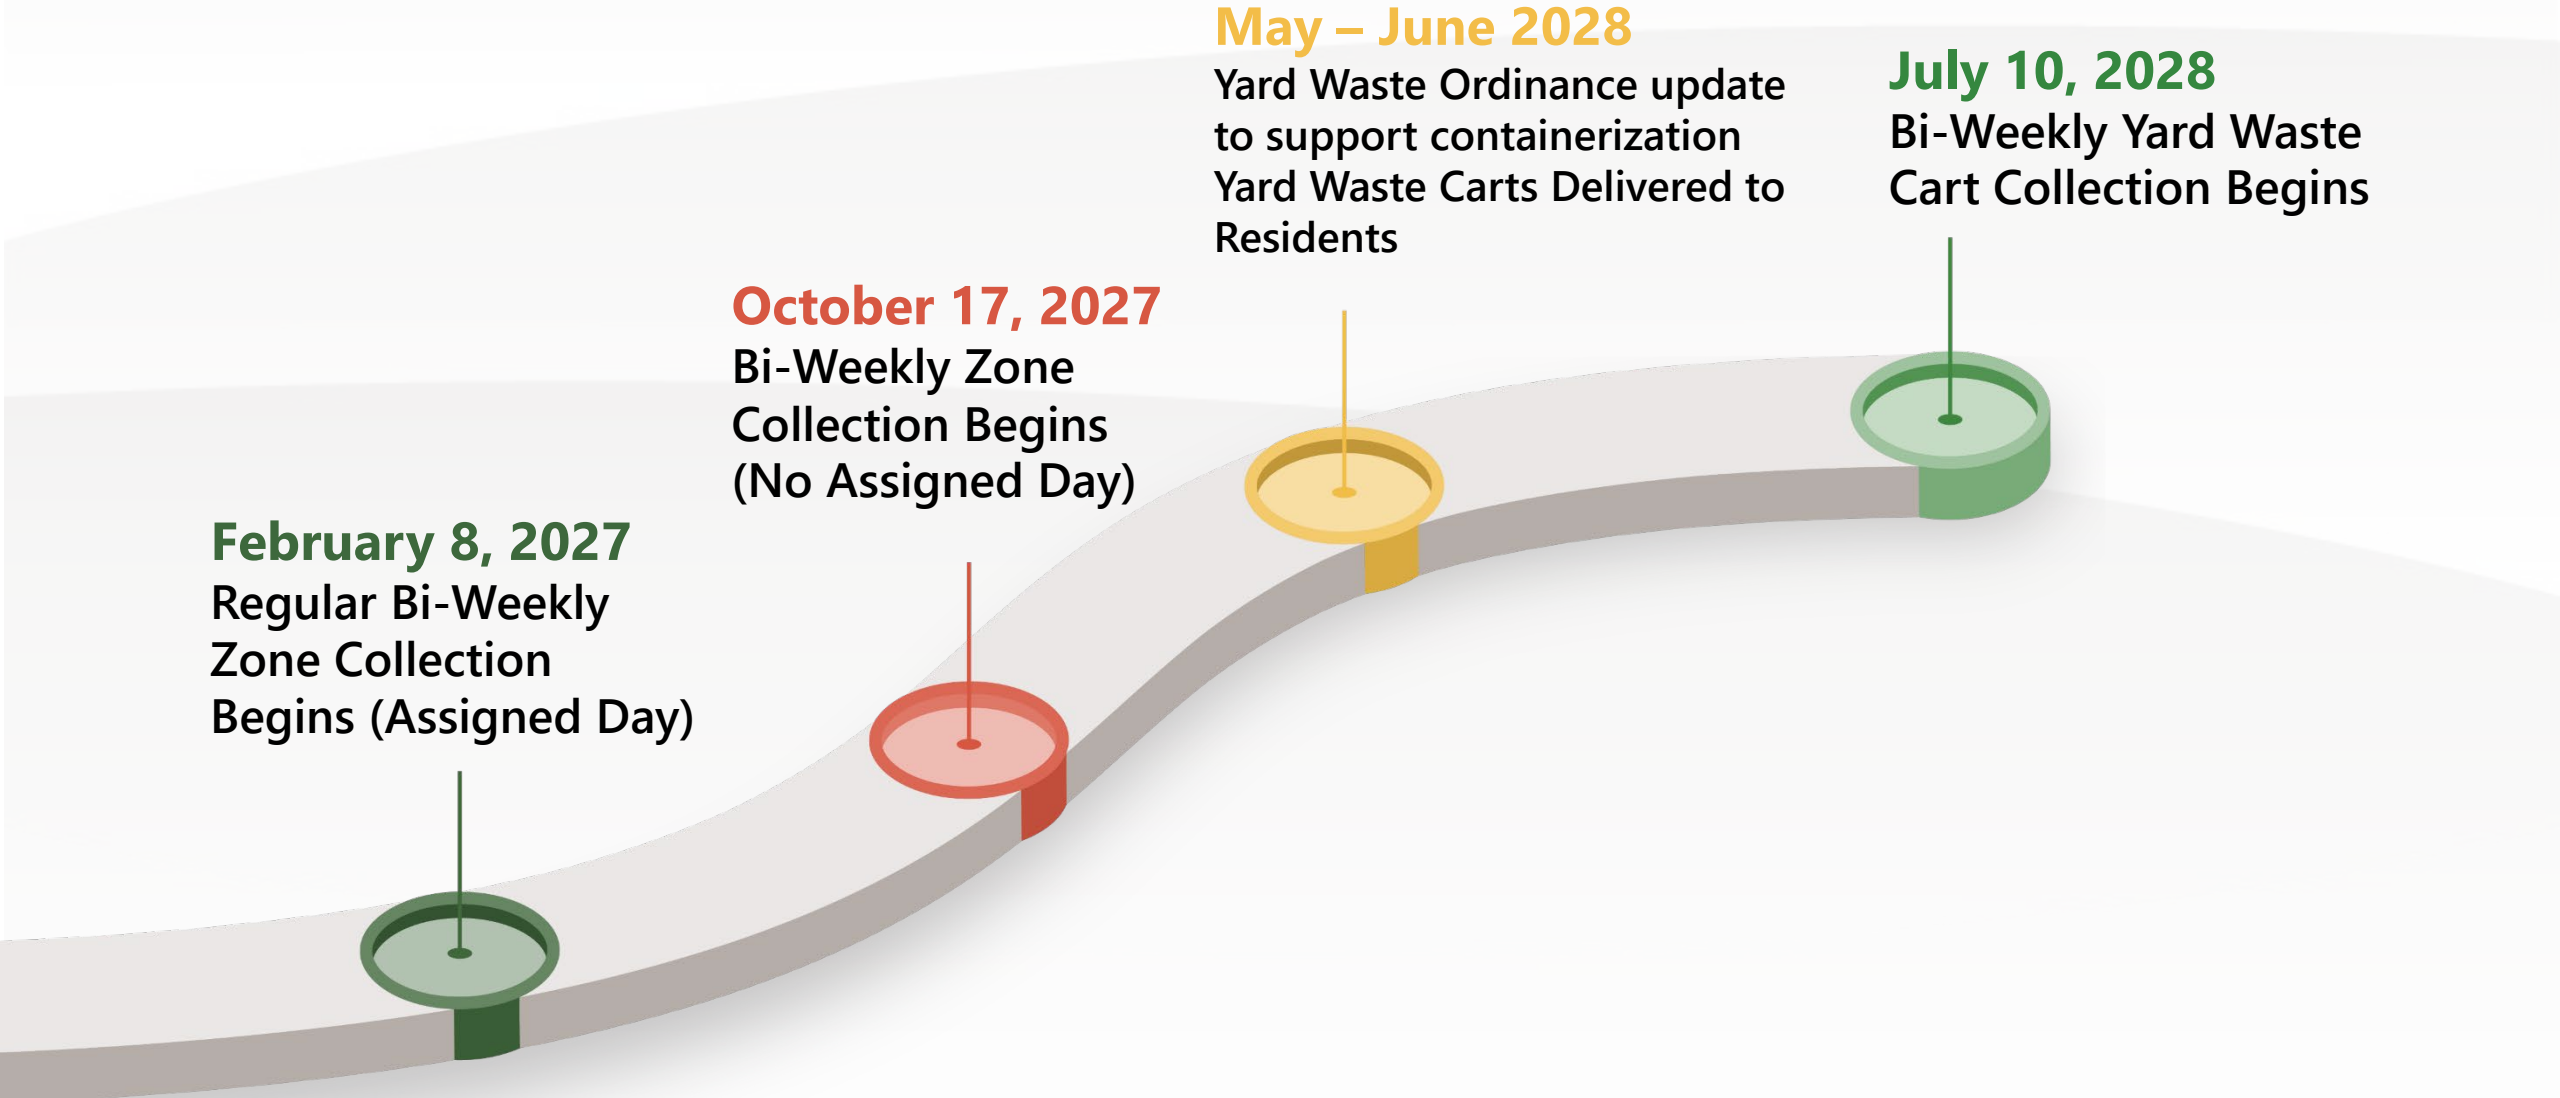 May – June 2028
Yard Waste Ordinance update
to support containerization
Yard Waste Carts Delivered to
Residents
July 10, 2028
Bi-Weekly Yard Waste
Cart Collection Begins
October 17, 2027
Bi-Weekly Zone
Collection Begins
(No Assigned Day)
February 8, 2027
Regular Bi-Weekly
Zone Collection
Begins (Assigned Day)